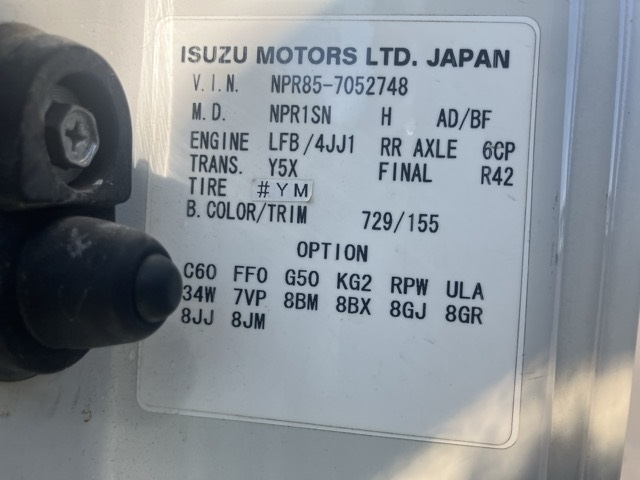 ISUZU MOTORS LTD. JAPAN
V.I.N. NPR85-7052748
M.D. NPR1SN H AD/BF
ENGINE LFB/4JJ1 RR AXLE 6CP
TRANS. Y5X FINAL R42
TIRE #YM
B.COLOR/TRIM 729/155
OPTION
C60 FF0 G50 KG2 RPW ULA
34W 7VP 8BM 8BX 8GJ 8GR
8JJ 8JM